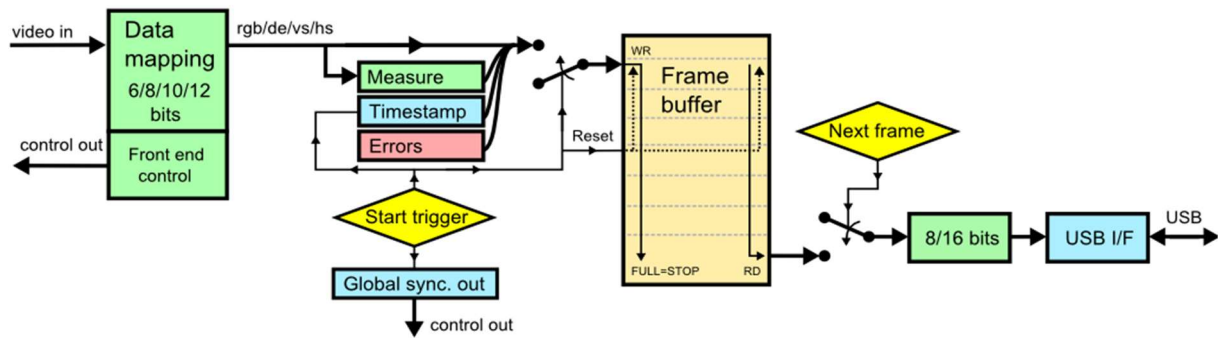 video in
Data
mapping
6/8/10/12
bits
control out
Front end
control
rgb/de/vs/hs
Measure
Timestamp
Errors
Start trigger
Global sync. out
control out
Reset
WR
Frame
buffer
FULL=STOP
RD
Next frame
8/16 bits
USB I/F
USB